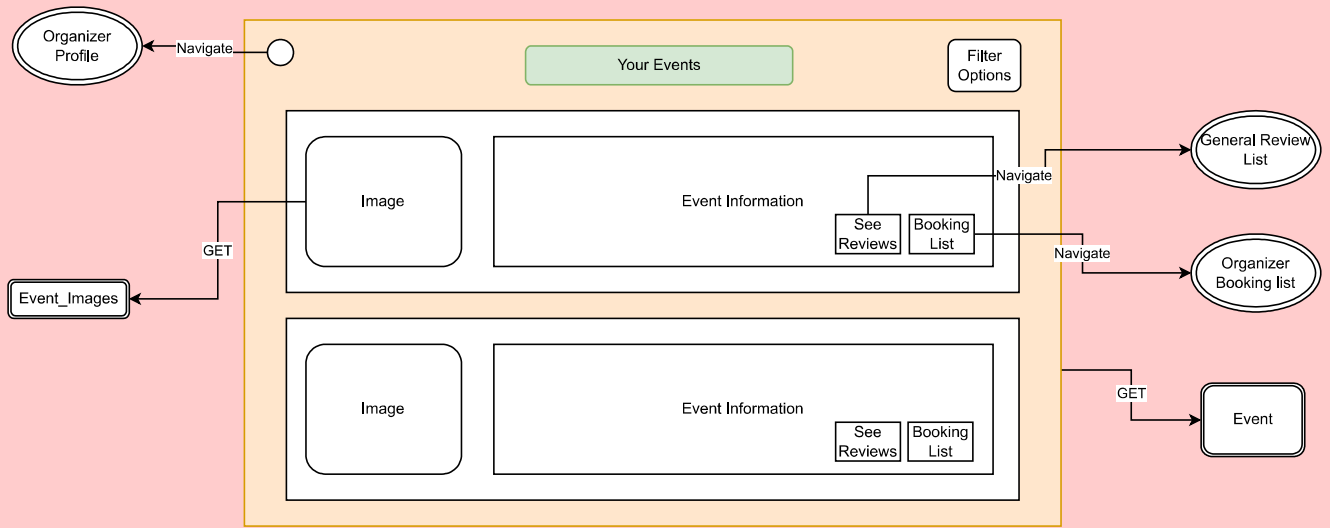 Organizer
Profile
Navigate
Your Events
Filter
Options
General Review
List
Navigate
Image
Event Information
See
Reviews
Booking
List
GET
Navigate
Organizer
Booking list
Event_Images
Image
Event Information
See
Reviews
Booking
List
GET
Event